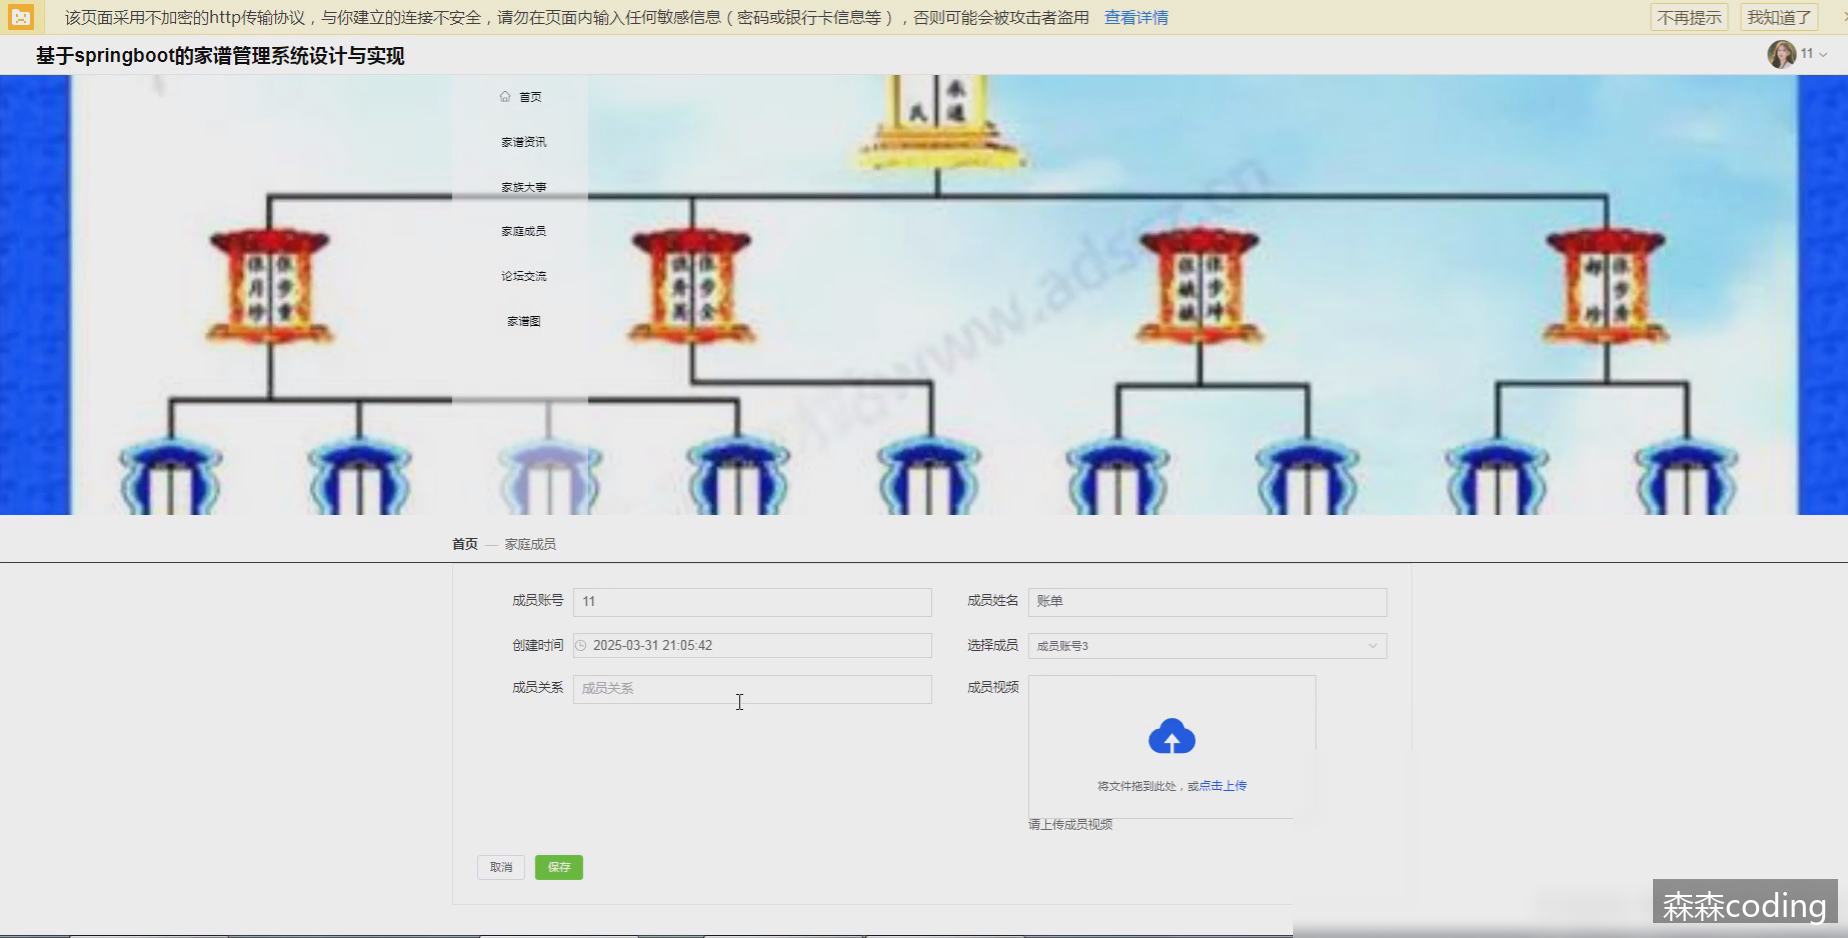 该页面采用不加密的http传输协议，与你建立的连接不安全，请勿在页面内输入任何敏感信息（密码或银行卡信息等），否则可能会被攻击者盗用 查看详情 不再提示 我知道了
基于springboot的家谱管理系统设计与实现 11
首页
家谱资讯
家族大事
家庭成员
论坛交流
家谱图
首页 — 家庭成员
成员账号 11 成员姓名 账单
创建时间 2025-03-31 21:05:42 选择成员 成员账号3
成员关系 成员关系 成员视频
将文件拖到此处，或点击上传
请上传成员视频
取消 保存
森森coding